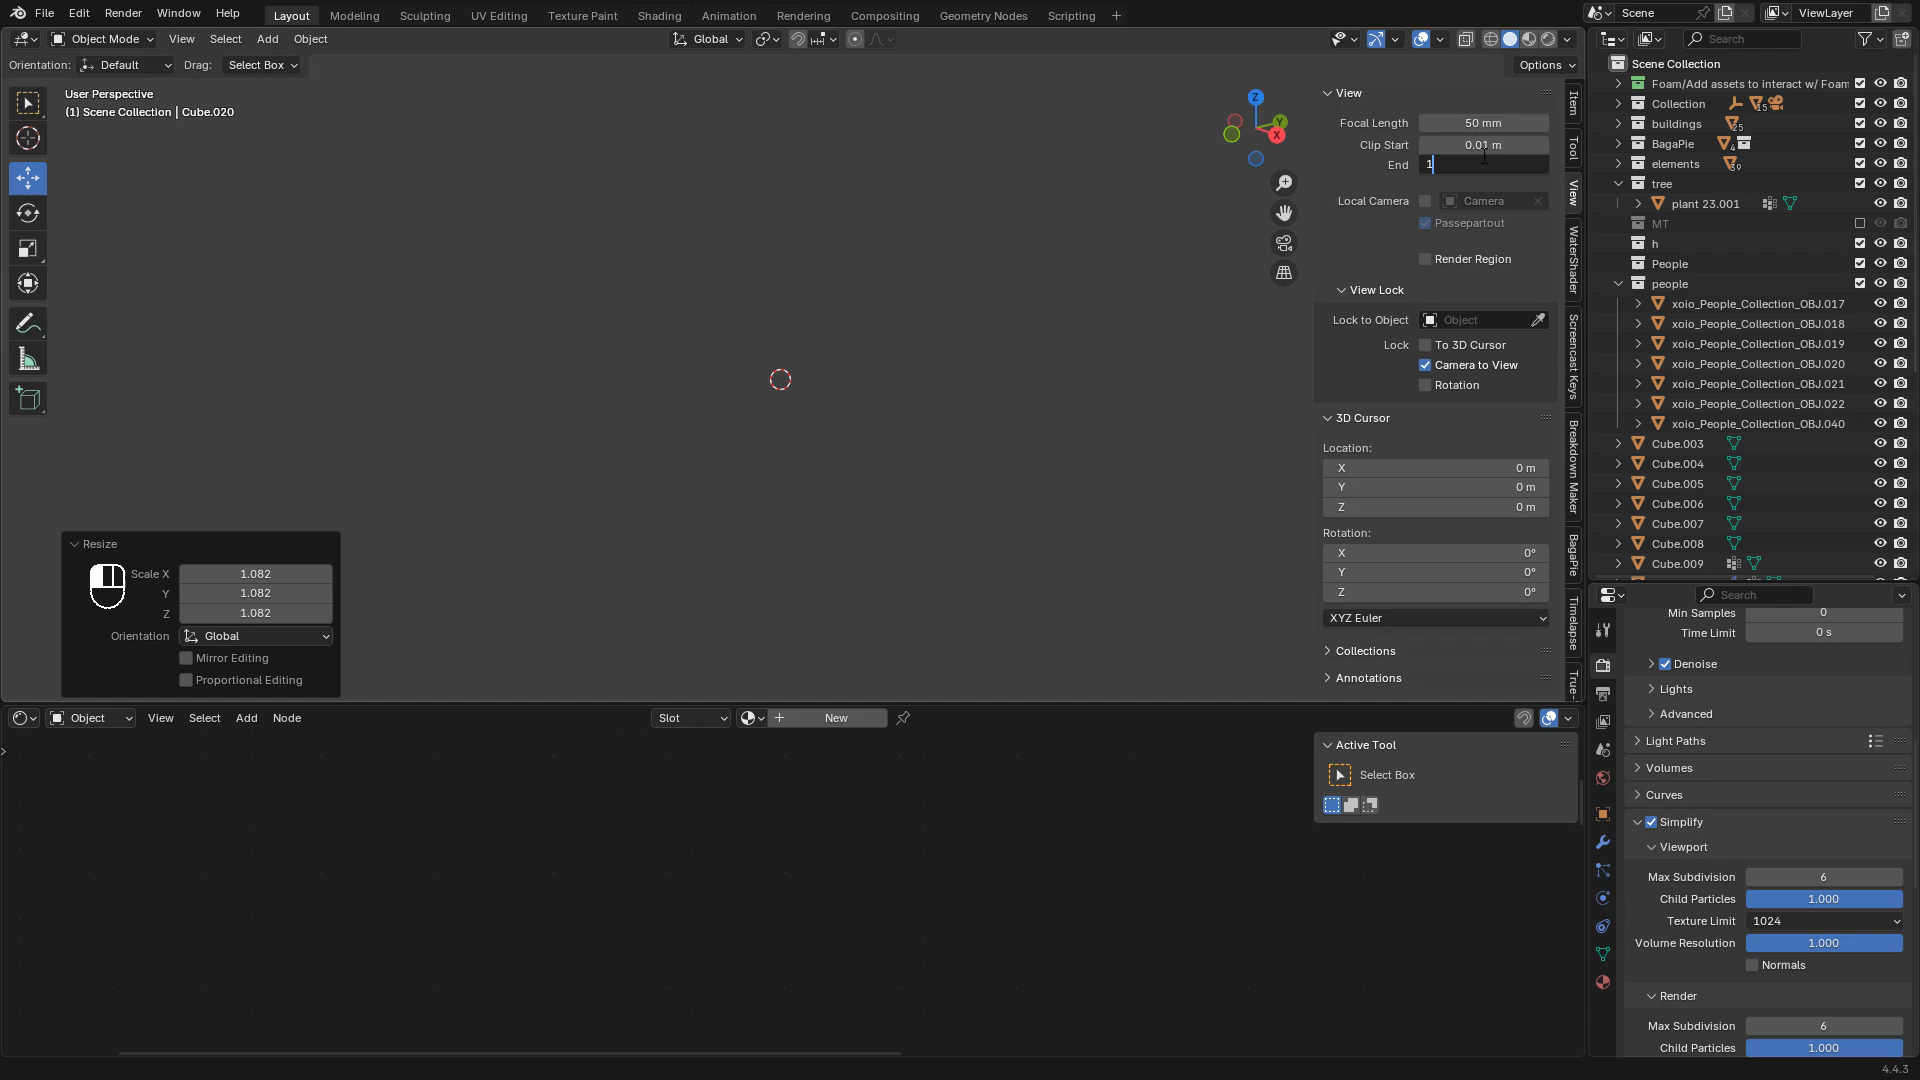 File Edit Render Window Help Layout Modeling Sculpting UV Editing Texture Paint Shading Animation Rendering Compositing Geometry Nodes Scripting Scene ViewLayer
Object Mode View Select Add Object Global Search
Orientation: Default Drag: Select Box Options
User Perspective
(1) Scene Collection | Cube.020
Z
Y
X
View
Focal Length 50 mm
Clip Start 0.01 m
End 1
Local Camera Camera
Passepartout
Render Region
View Lock
Lock to Object Object
Lock To 3D Cursor
Camera to View
Rotation
3D Cursor
Location:
X 0 m
Y 0 m
Z 0 m
Rotation:
X 0°
Y 0°
Z 0°
XYZ Euler
Collections
Annotations
Item
Tool
View
WaterShader
Screencast Keys
Breakdown Maker
BagaPie
Timelapse
True-
Resize
Scale X 1.082
Y 1.082
Z 1.082
Orientation Global
Mirror Editing
Proportional Editing
Object View Select Add Node Slot New
Active Tool
Select Box
Scene Collection
Foam/Add assets to interact w/ Foam
Collection 15
buildings 25
BagaPie 4
elements 39
tree
plant 23.001
MT
h
People
people
xoio_People_Collection_OBJ.017
xoio_People_Collection_OBJ.018
xoio_People_Collection_OBJ.019
xoio_People_Collection_OBJ.020
xoio_People_Collection_OBJ.021
xoio_People_Collection_OBJ.022
xoio_People_Collection_OBJ.040
Cube.003
Cube.004
Cube.005
Cube.006
Cube.007
Cube.008
Cube.009
Search
Min Samples 0
Time Limit 0 s
Denoise
Lights
Advanced
Light Paths
Volumes
Curves
Simplify
Viewport
Max Subdivision 6
Child Particles 1.000
Texture Limit 1024
Volume Resolution 1.000
Normals
Render
Max Subdivision 6
Child Particles 1.000
4.4.3